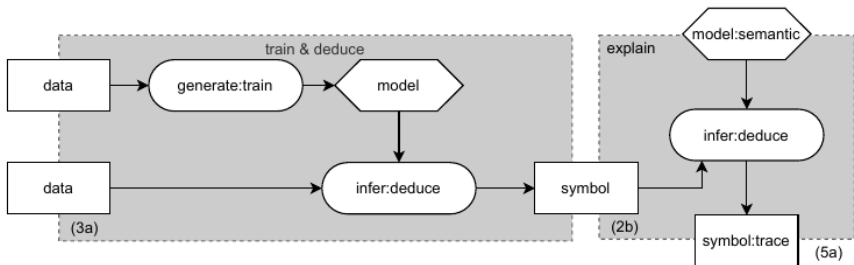 train & deduce
explain
model:semantic
data
generate:train
model
infer:deduce
data
infer:deduce
symbol
(3a)
(2b)
symbol:trace
(5a)